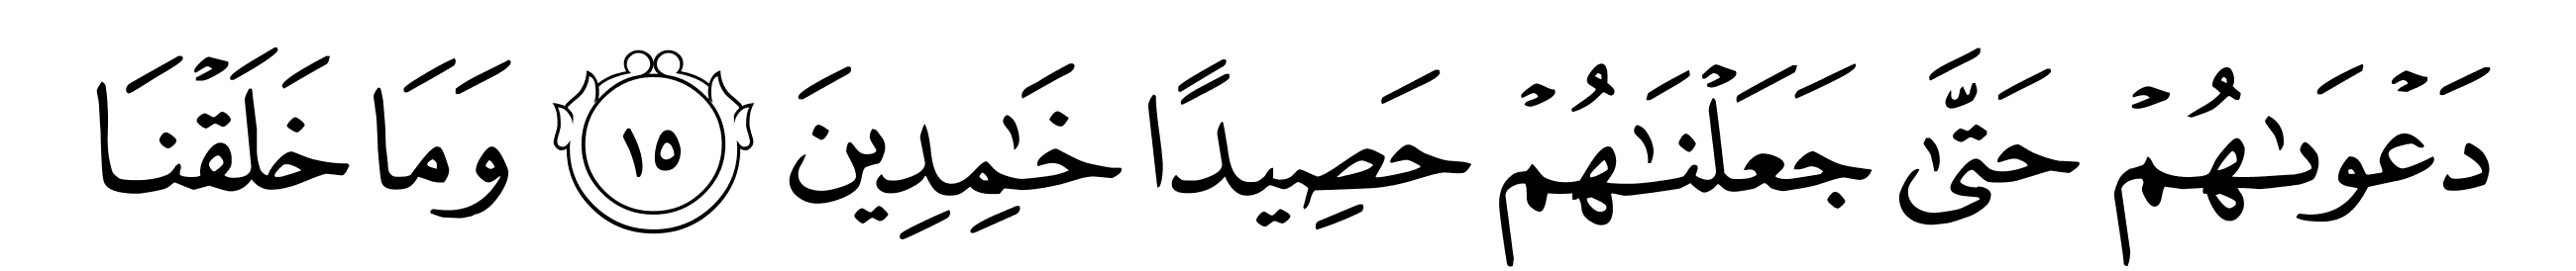 دَعْوَىٰهُمْ حَتَّىٰ جَعَلْنَٰهُمْ حَصِيدًا خَٰمِدِينَ ١٥ وَمَا خَلَقْنَا